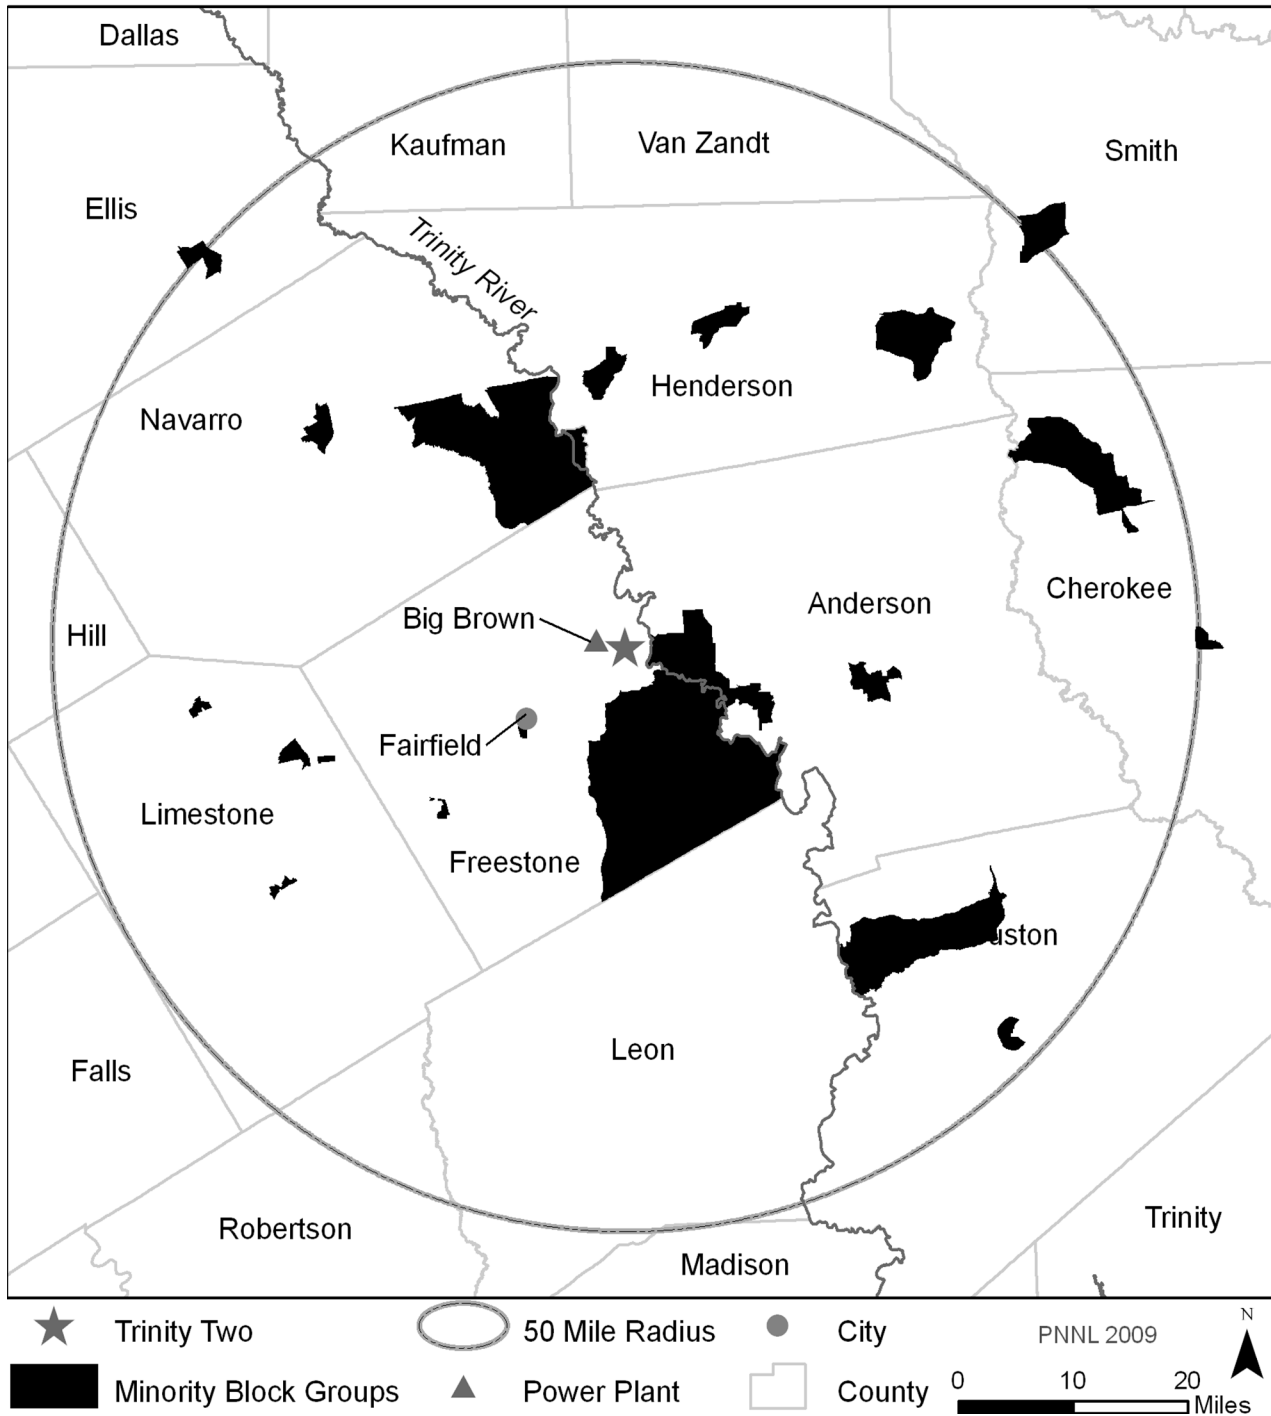 Dallas
Kaufman
Van Zandt
Smith
Ellis
Trinity River
Henderson
Navarro
Cherokee
Anderson
Big Brown
Hill
Fairfield
Limestone
Freestone
uston
Leon
Falls
Robertson
Trinity
Madison
Trinity Two
50 Mile Radius
City
PNNL 2009
N
Minority Block Groups
Power Plant
County
0 10 20
Miles